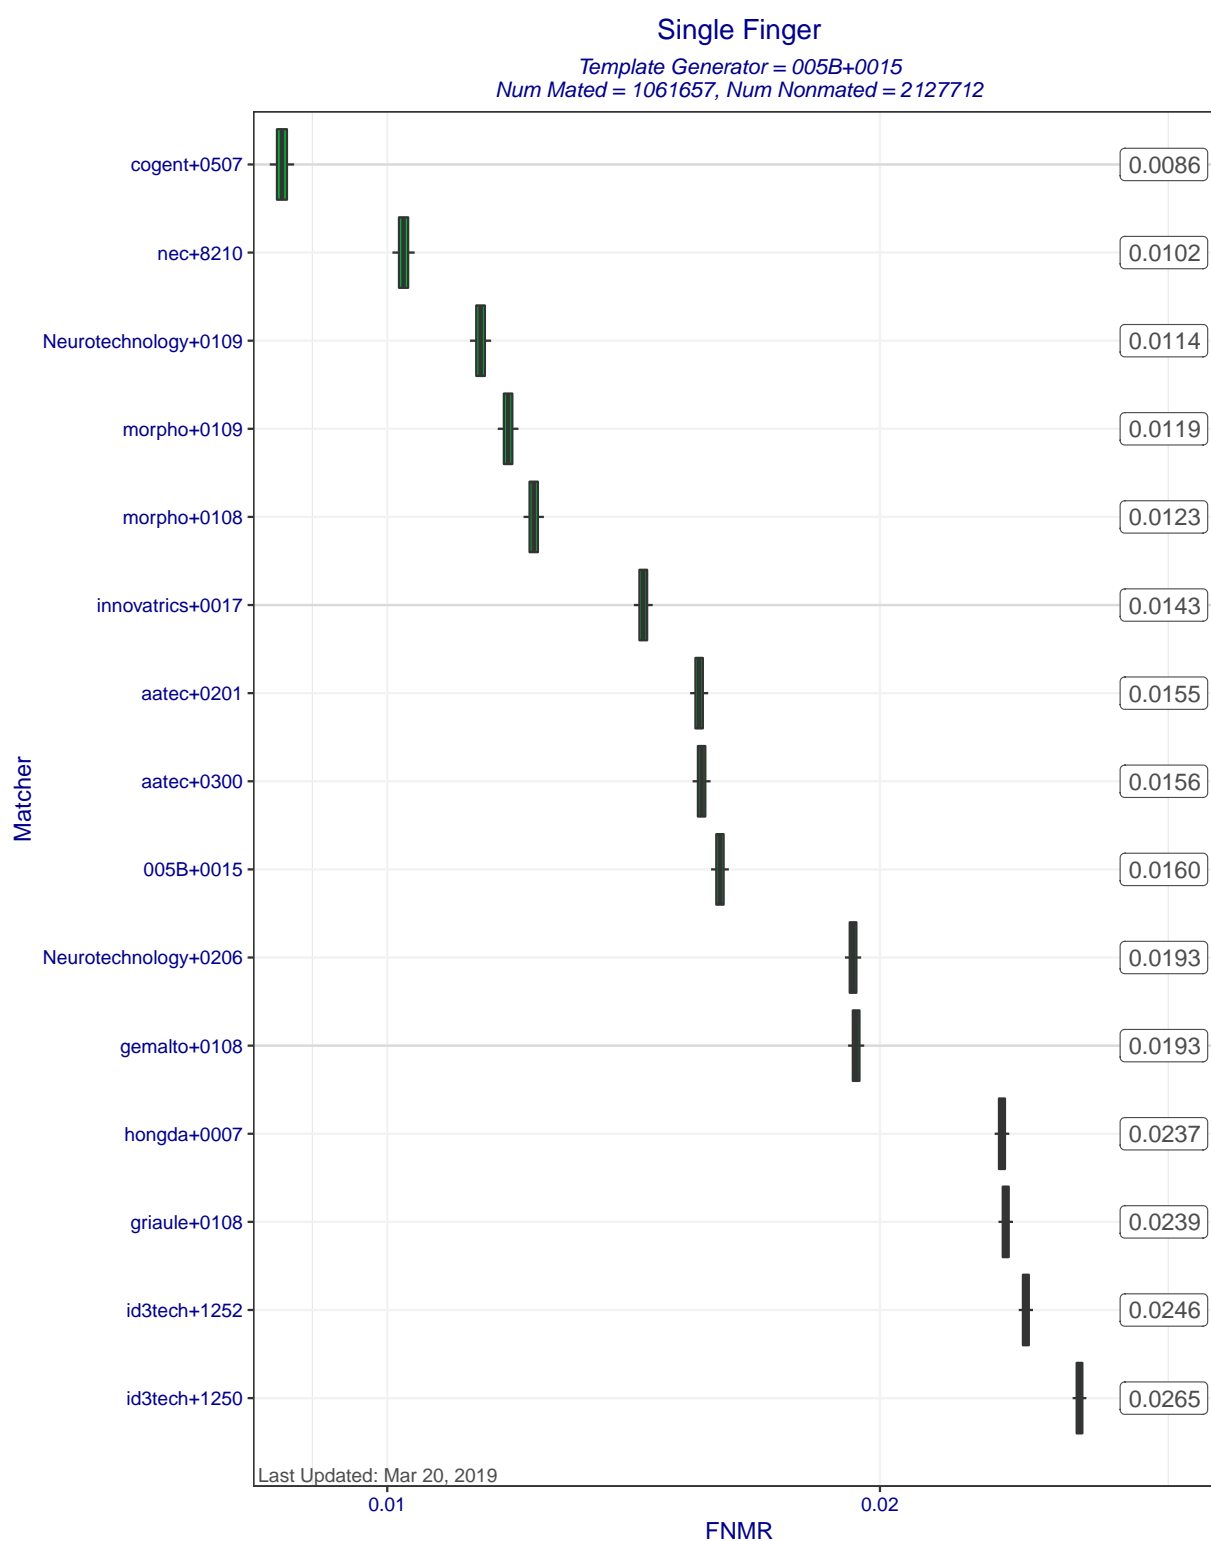 Single Finger
Template Generator = 005B+0015
Num Mated = 1061657, Num Nonmated = 2127712
cogent+0507 0.0086
nec+8210 0.0102
Neurotechnology+0109 0.0114
morpho+0109 0.0119
morpho+0108 0.0123
innovatrics+0017 0.0143
aatec+0201 0.0155
aatec+0300 0.0156
005B+0015 0.0160
Neurotechnology+0206 0.0193
gemalto+0108 0.0193
hongda+0007 0.0237
griaule+0108 0.0239
id3tech+1252 0.0246
id3tech+1250 0.0265
Matcher
Last Updated: Mar 20, 2019
0.01 0.02
FNMR